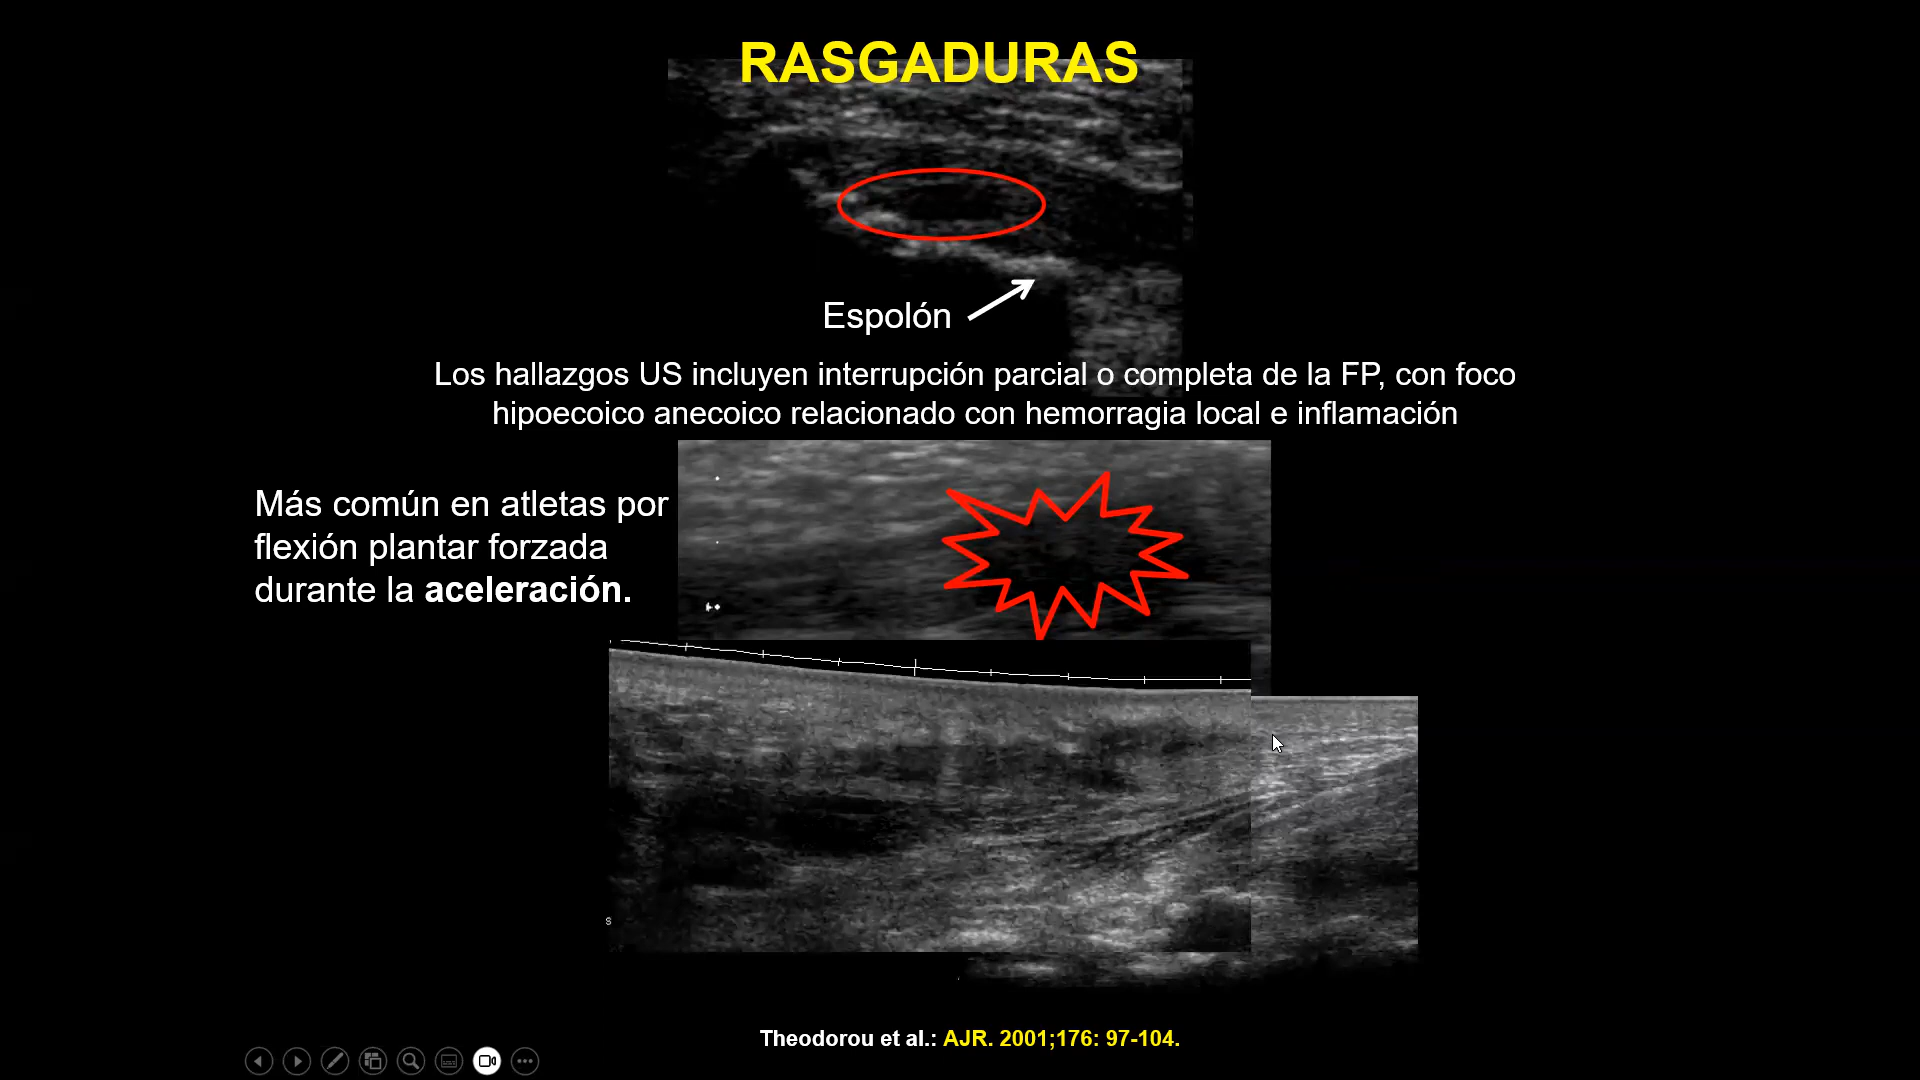 RASGADURAS
Espolón
Los hallazgos US incluyen interrupción parcial o completa de la FP, con foco
hipoecoico anecoico relacionado con hemorragia local e inflamación
Más común en atletas por
flexión plantar forzada
durante la aceleración.
s
Theodorou et al.: AJR. 2001;176: 97-104.